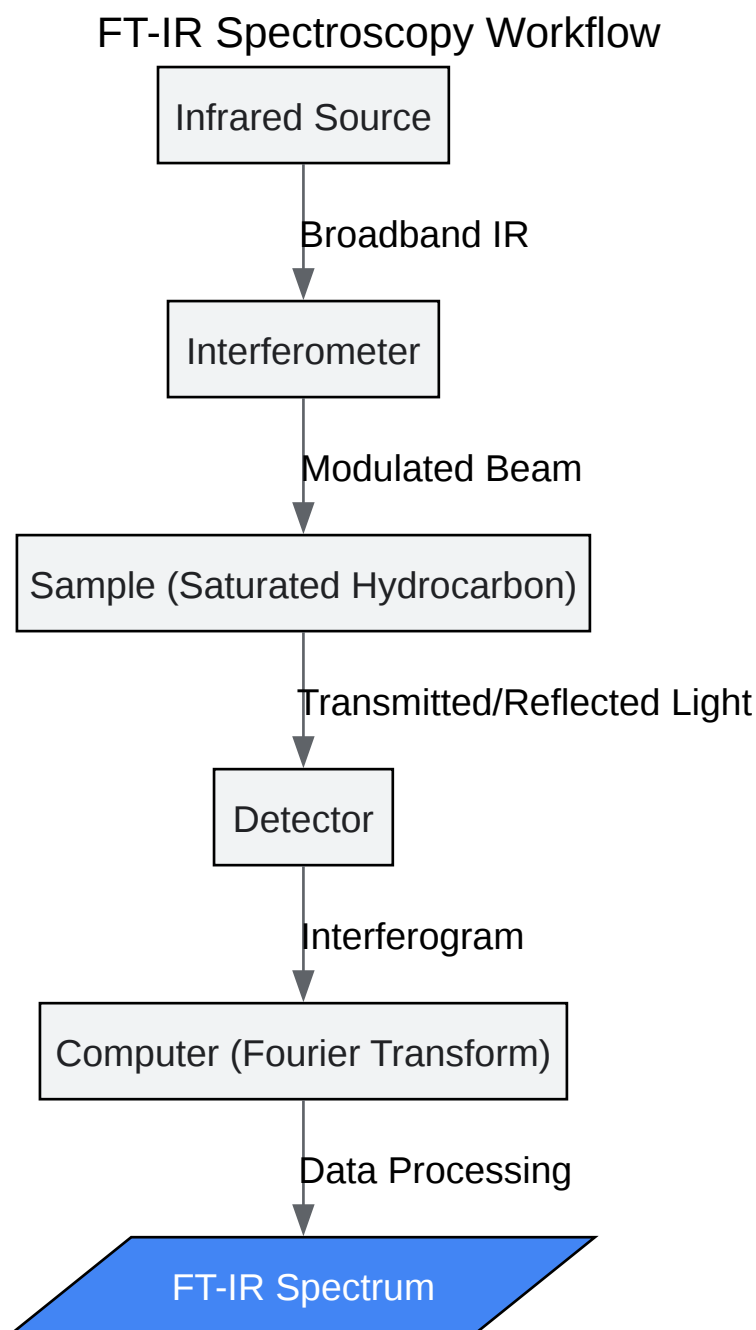 FT-IR Spectroscopy Workflow
Infrared Source
Broadband IR
Interferometer
Modulated Beam
Sample (Saturated Hydrocarbon)
Transmitted/Reflected Light
Detector
Interferogram
Computer (Fourier Transform)
Data Processing
FT-IR Spectrum